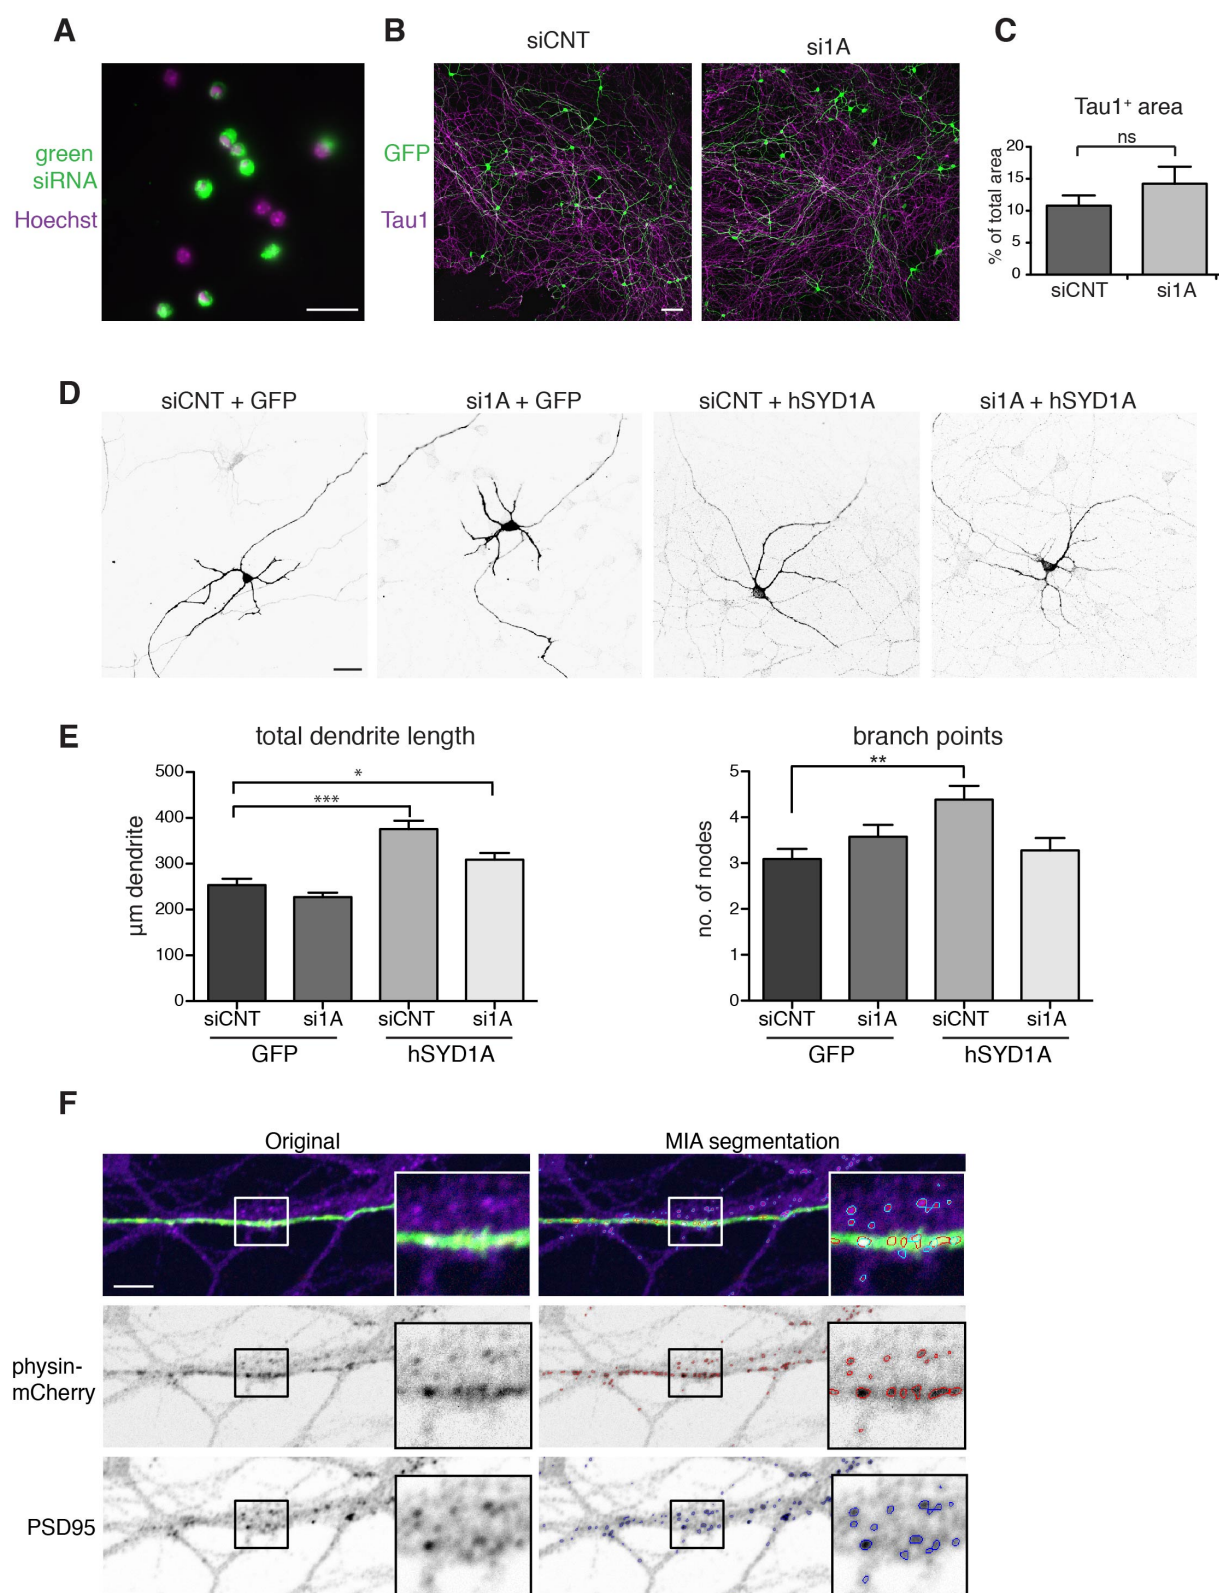 A
green
siRNA
Hoechst
B
siCNT
si1A
GFP
Tau1
C
Tau1⁺ area
ns
% of total area
20
15
10
5
0
siCNT
si1A
D
siCNT + GFP
si1A + GFP
siCNT + hSYD1A
si1A + hSYD1A
E
total dendrite length
*
***
µm dendrite
500
400
300
200
100
0
siCNT
si1A
siCNT
si1A
GFP
hSYD1A
branch points
**
no. of nodes
5
4
3
2
1
0
siCNT
si1A
siCNT
si1A
GFP
hSYD1A
F
Original
MIA segmentation
physin-
mCherry
PSD95